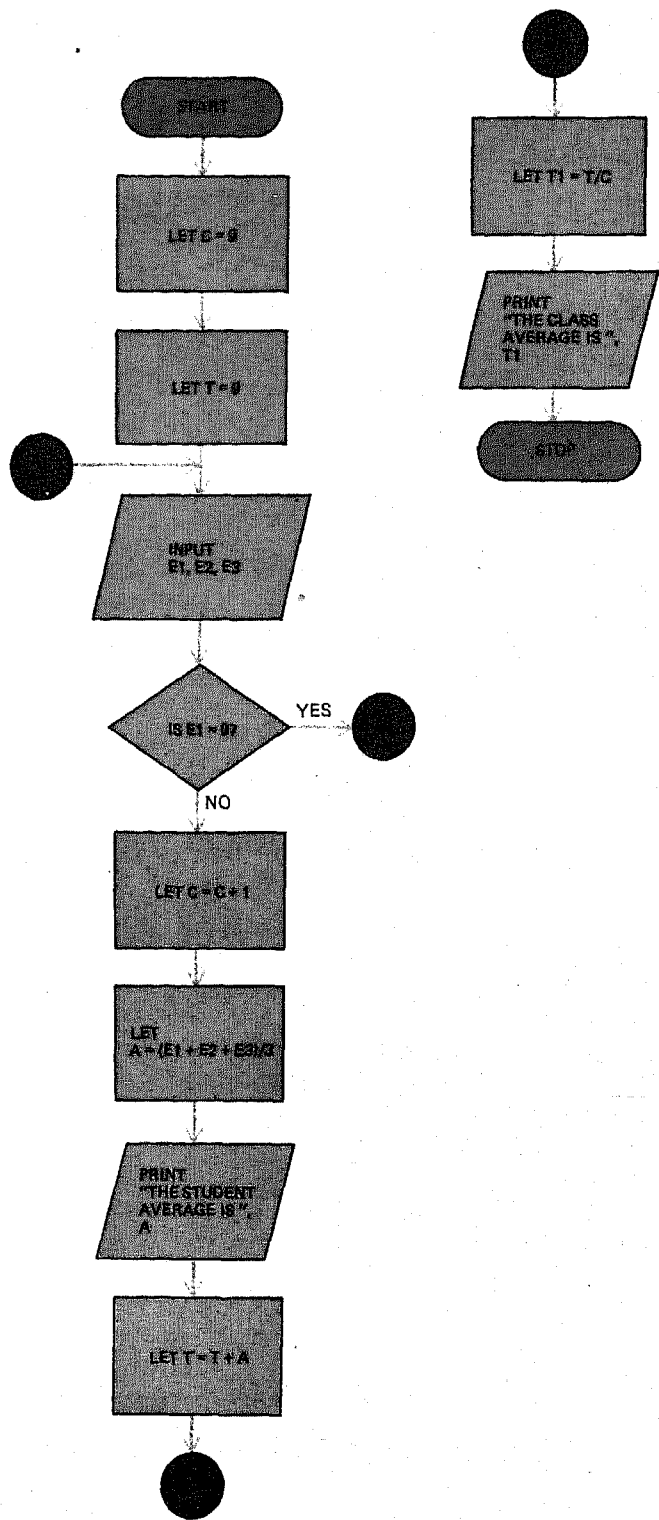 START
LET C = 0
LET T = 0
INPUT
E1, E2, E3
IS E1 = 0?
YES
NO
LET C = C + 1
LET
A = (E1 + E2 + E3)/3
PRINT
"THE STUDENT
AVERAGE IS",
A
LET T = T + A
LET T1 = T/C
PRINT
"THE CLASS
AVERAGE IS",
T1
STOP